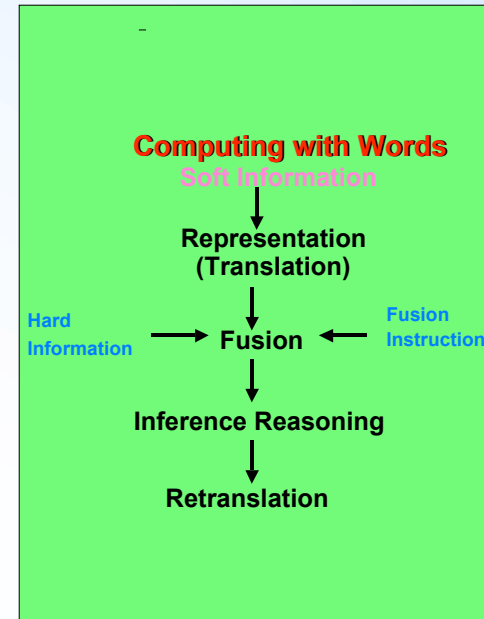 Computing with Words
Soft Information
Representation
(Translation)
Hard
Information
Fusion
Fusion
Instruction
Inference Reasoning
Retranslation